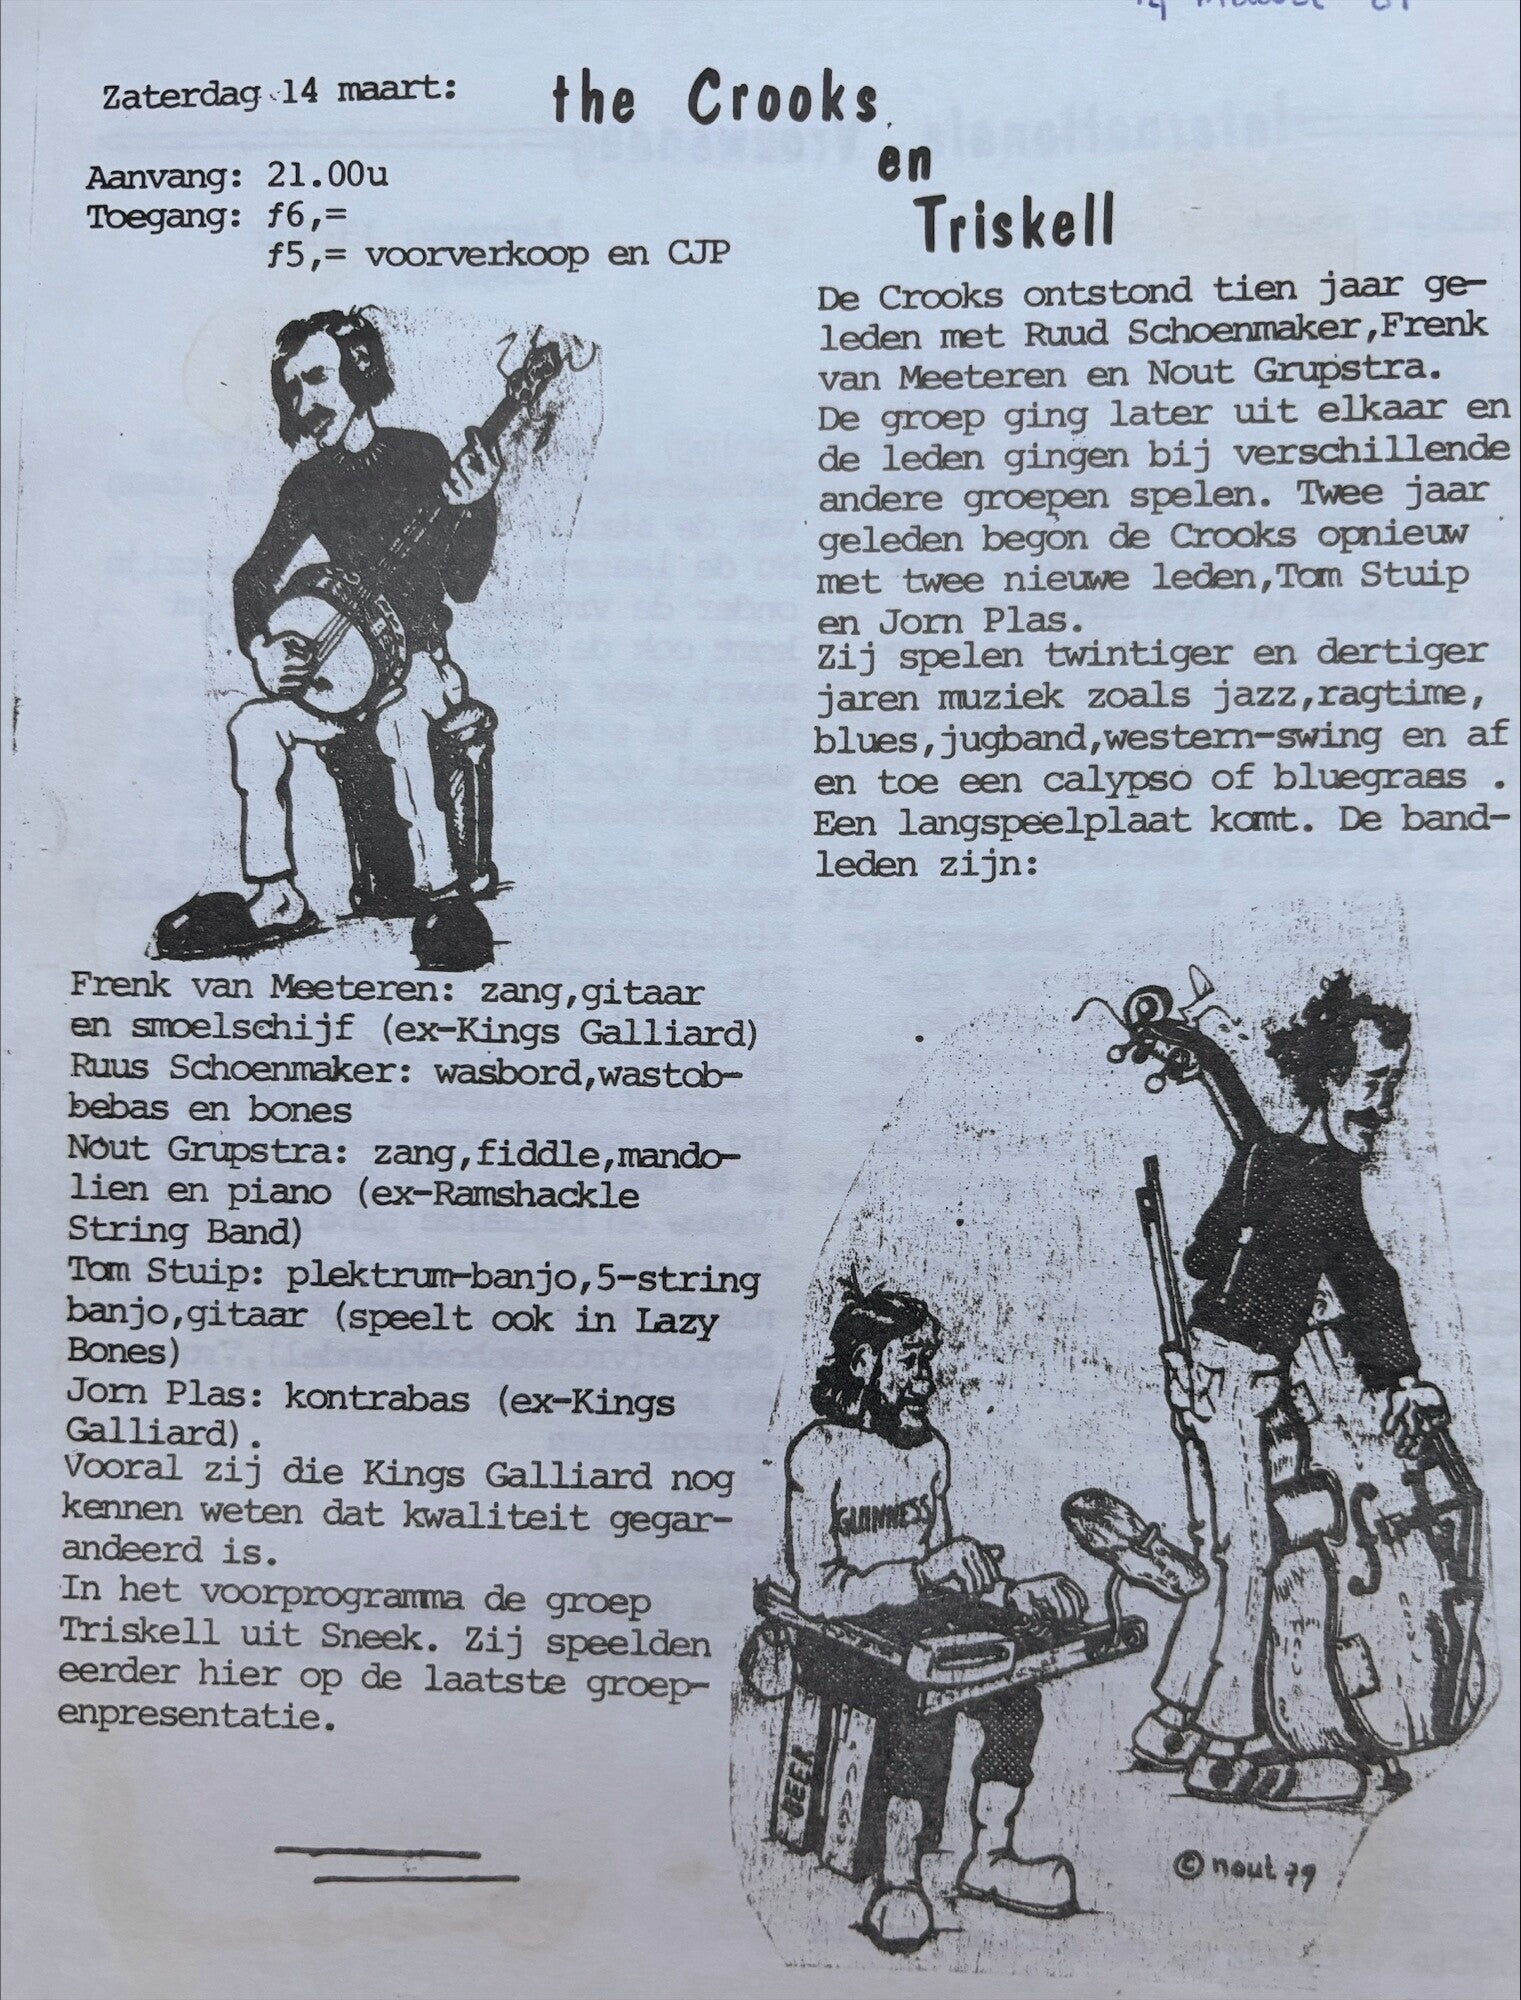 Zaterdag 14 maart:
the Crooks
en
Triskell
Aanvang: 21.00u
Toegang: f6,=
f5,= voorverkoop en CJP
De Crooks ontstond tien jaar ge-
leden met Ruud Schoenmaker,Frenk
van Meeteren en Nout Grupstra.
De groep ging later uit elkaar en
de leden gingen bij verschillende
andere groepen spelen. Twee jaar
geleden begon de Crooks opnieuw
met twee nieuwe leden,Tom Stuip
en Jorn Plas.
Zij spelen twintiger en dertiger
jaren muziek zoals jazz,ragtime,
blues,jugband,western-swing en af
en toe een calypso of bluegraas .
Een langspeelplaat komt. De band-
leden zijn:
Frenk van Meeteren: zang,gitaar
en smoelschijf (ex-Kings Galliard)
Ruus Schoenmaker: wasbord,wastob-
bebas en bones
Nout Grupstra: zang,fiddle,mando-
lien en piano (ex-Ramshackle
String Band)
Tom Stuip: plektrum-banjo,5-string
banjo,gitaar (speelt ook in Lazy
Bones)
Jorn Plas: kontrabas (ex-Kings
Galliard).
Vooral zij die Kings Galliard nog
kennen weten dat kwaliteit gegar-
andeerd is.
In het voorprogramma de groep
Triskell uit Sneek. Zij speelden
eerder hier op de laatste groep-
enpresentatie.
GUINNESS
BEER
© nout 79